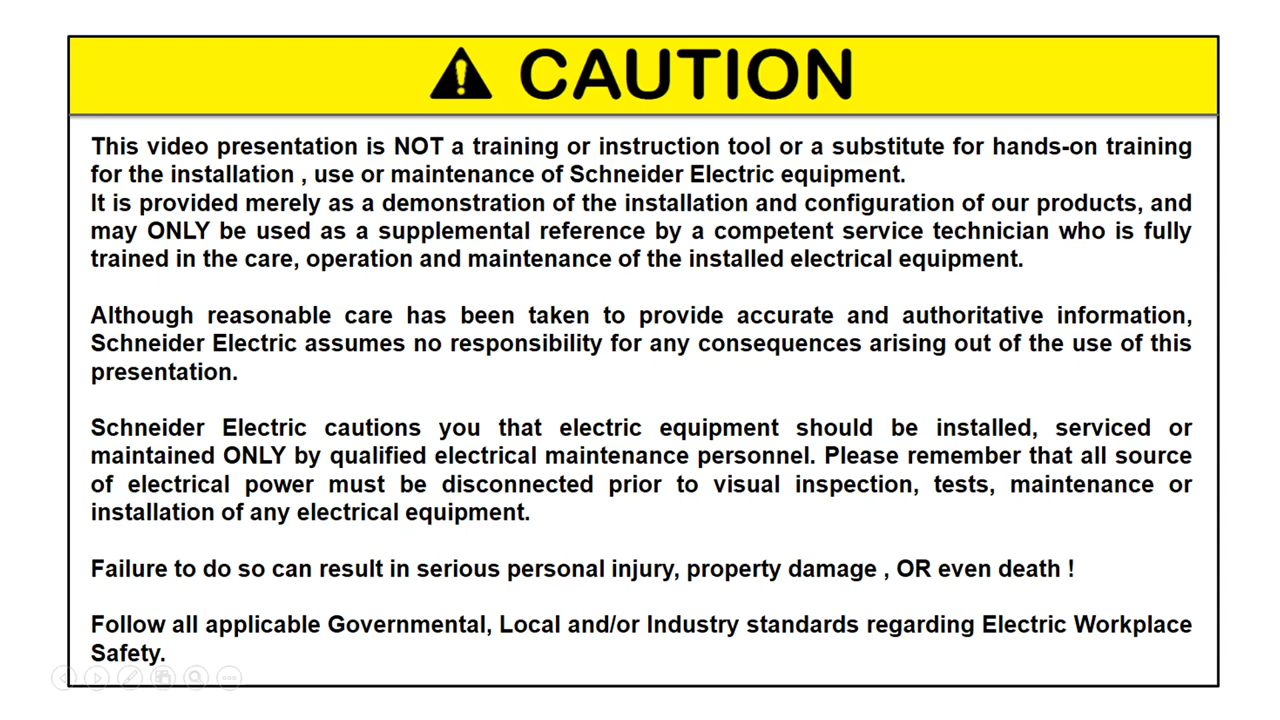 CAUTION
This video presentation is NOT a training or instruction tool or a substitute for hands-on training
for the installation , use or maintenance of Schneider Electric equipment.
It is provided merely as a demonstration of the installation and configuration of our products, and
may ONLY be used as a supplemental reference by a competent service technician who is fully
trained in the care, operation and maintenance of the installed electrical equipment.
Although reasonable care has been taken to provide accurate and authoritative information,
Schneider Electric assumes no responsibility for any consequences arising out of the use of this
presentation.
Schneider Electric cautions you that electric equipment should be installed, serviced or
maintained ONLY by qualified electrical maintenance personnel. Please remember that all source
of electrical power must be disconnected prior to visual inspection, tests, maintenance or
installation of any electrical equipment.
Failure to do so can result in serious personal injury, property damage , OR even death !
Follow all applicable Governmental, Local and/or Industry standards regarding Electric Workplace
Safety.